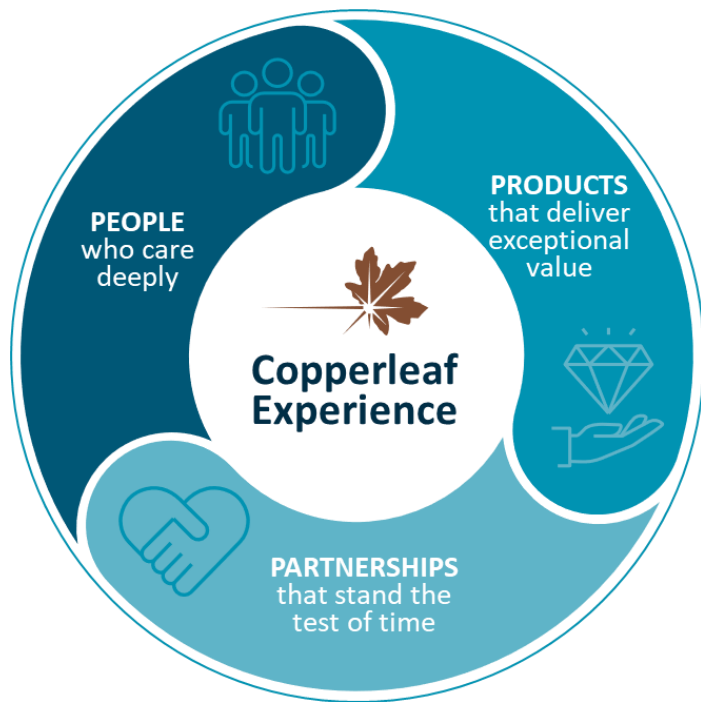 PEOPLE
who care
deeply
PRODUCTS
that deliver
exceptional
value
Copperleaf
Experience
PARTNERSHIPS
that stand the
test of time